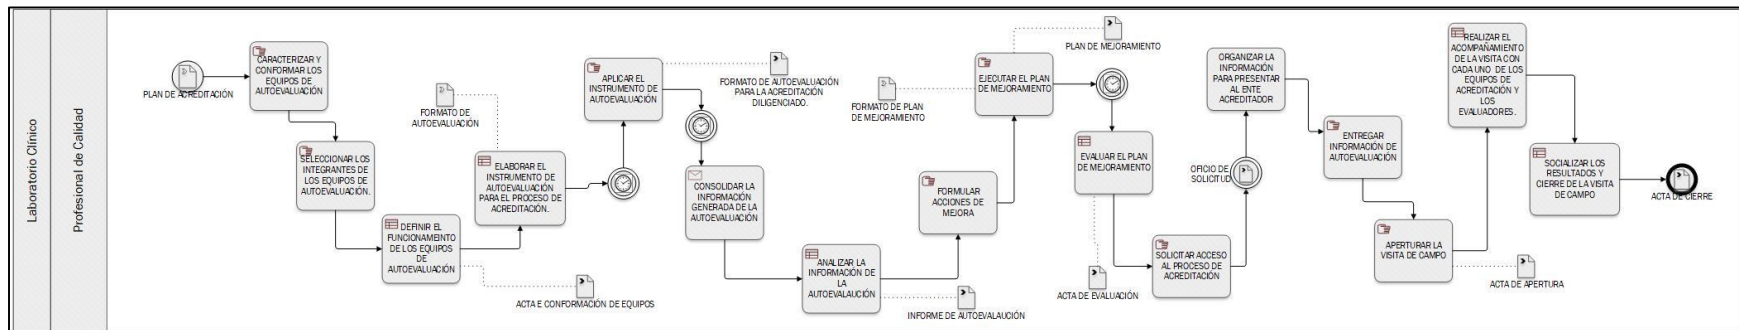 Laboratorio Clínico
Profesional de Calidad
PLAN DE ACREDITACIÓN
CARACTERIZAR Y
CONFORMAR LOS
EQUIPOS DE
AUTOEVALUACIÓN
SELECCIONAR LOS
INTEGRANTES DE
LOS EQUIPOS DE
AUTOEVALUACIÓN.
DEFINIR EL
FUNCIONAMIENTO
DE LOS EQUIPOS
DE
AUTOEVALUACIÓN
ACTA E CONFORMACIÓN DE EQUIPOS
FORMATO DE
AUTOEVALUACIÓN
ELABORAR EL
INSTRUMENTO DE
AUTOEVALUACIÓN
PARA EL PROCESO DE
ACREDITACIÓN.
APLICAR EL
INSTRUMENTO DE
AUTOEVALUACIÓN
FORMATO DE AUTOEVALUACIÓN
PARA LA ACREDITACIÓN
DILIGENCIADO.
CONSOLIDAR LA
INFORMACIÓN
GENERADA DE LA
AUTOEVALUACIÓN
ANALIZAR LA
INFORMACIÓN DE
LA
AUTOEVALAUCIÓN
INFORME DE AUTOEVALAUCIÓN
FORMULAR
ACCIONES DE
MEJORA
FORMATO DE PLAN
DE MEJORAMIENTO
EJECUTAR EL PLAN
DE MEJORAMIENTO
PLAN DE MEJORAMIENTO
EVALUAR EL PLAN
DE MEJORAMIENTO
ACTA DE EVALUACIÓN
SOLICITAR ACCESO
AL PROCESO DE
ACREDITACIÓN
OFICIO DE
SOLICITUD
ORGANIZAR LA
INFORMACIÓN
PARA PRESENTAR
AL ENTE
ACREDITADOR
ENTREGAR
INFORMACIÓN DE
AUTOEVALUACIÓN
APERTURAR LA
VISITA DE CAMPO
ACTA DE APERTURA
REALIZAR EL
ACOMPAÑAMIENTO
DE LA VISITA CON
CADA UNO DE LOS
EQUIPOS DE
ACREDITACIÓN Y
LOS
EVALUADORES.
SOCIALIZAR LOS
RESULTADOS Y
CIERRE DE LA VISITA
DE CAMPO
ACTA DE CIERRE